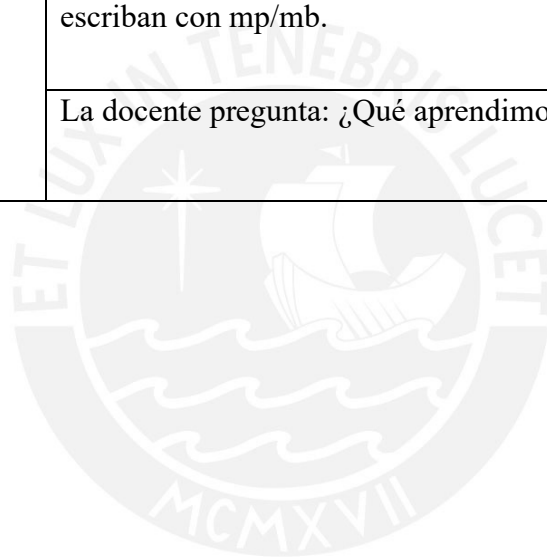 escriban con mp/mb.
La docente pregunta: ¿Qué aprendimo
ET LUX IN TENEBRIS LUCET
MCMXVII